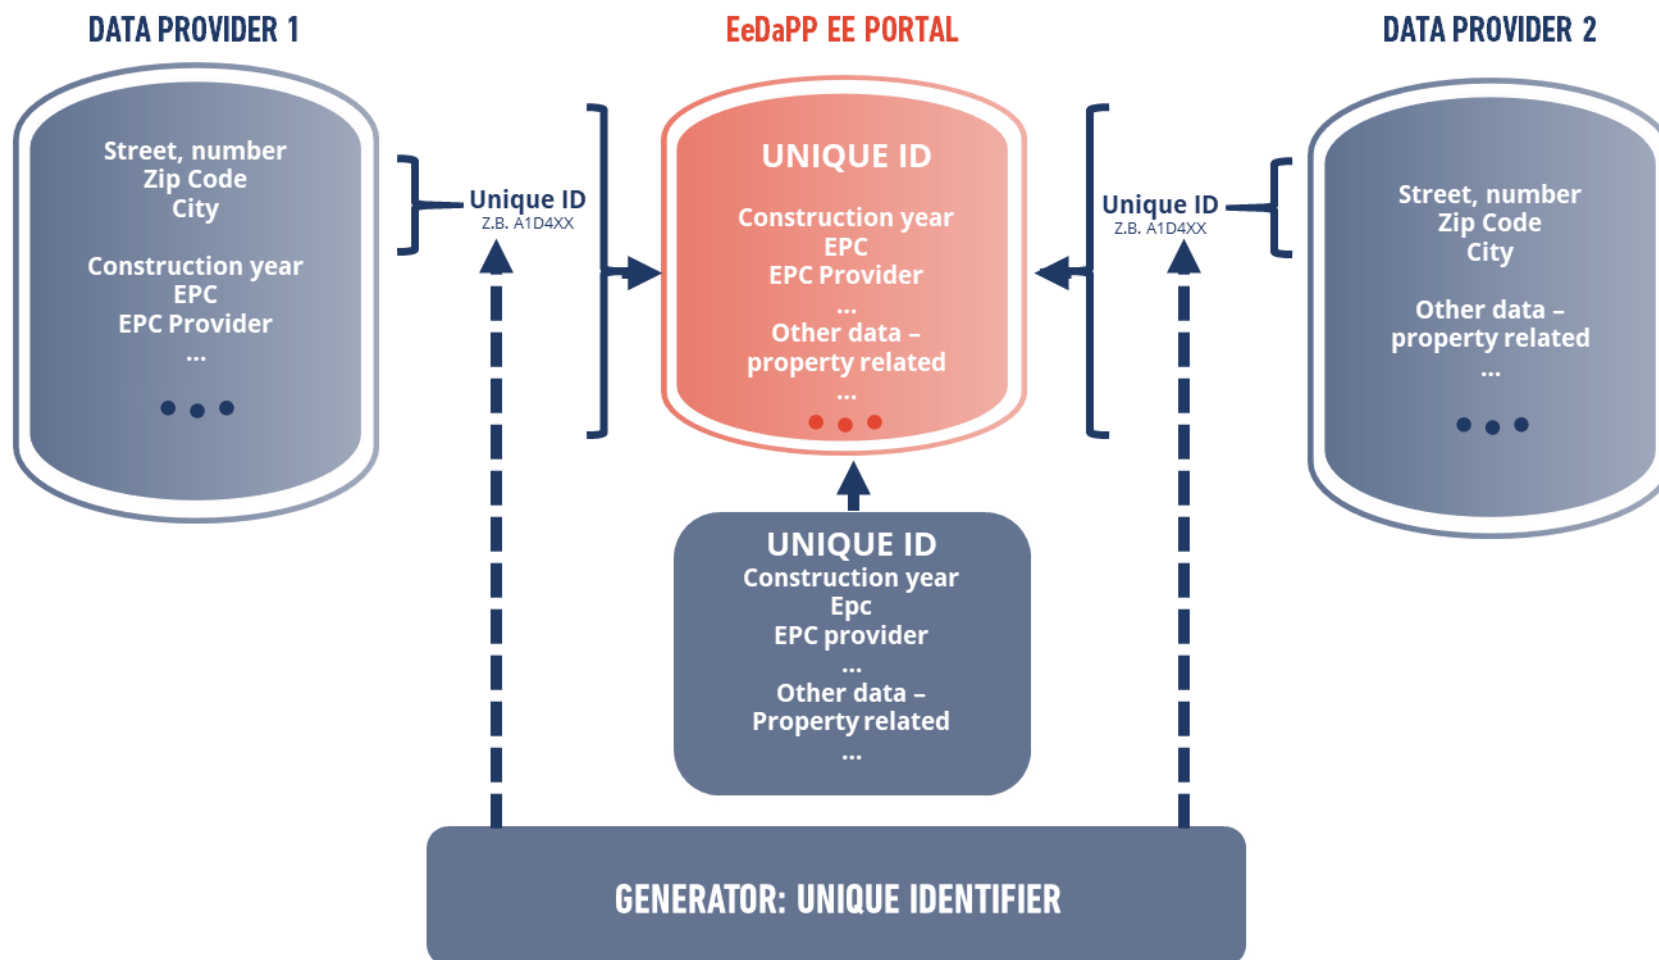 DATA PROVIDER 1
Street, number
Zip Code
City
Construction year
EPC
EPC Provider
...
Unique ID
Z.B. A1D4XX
EeDaPP EE PORTAL
UNIQUE ID
Construction year
EPC
EPC Provider
...
Other data –
property related
...
Unique ID
Z.B. A1D4XX
DATA PROVIDER 2
Street, number
Zip Code
City
Other data –
property related
...
UNIQUE ID
Construction year
Epc
EPC provider
...
Other data –
Property related
...
GENERATOR: UNIQUE IDENTIFIER